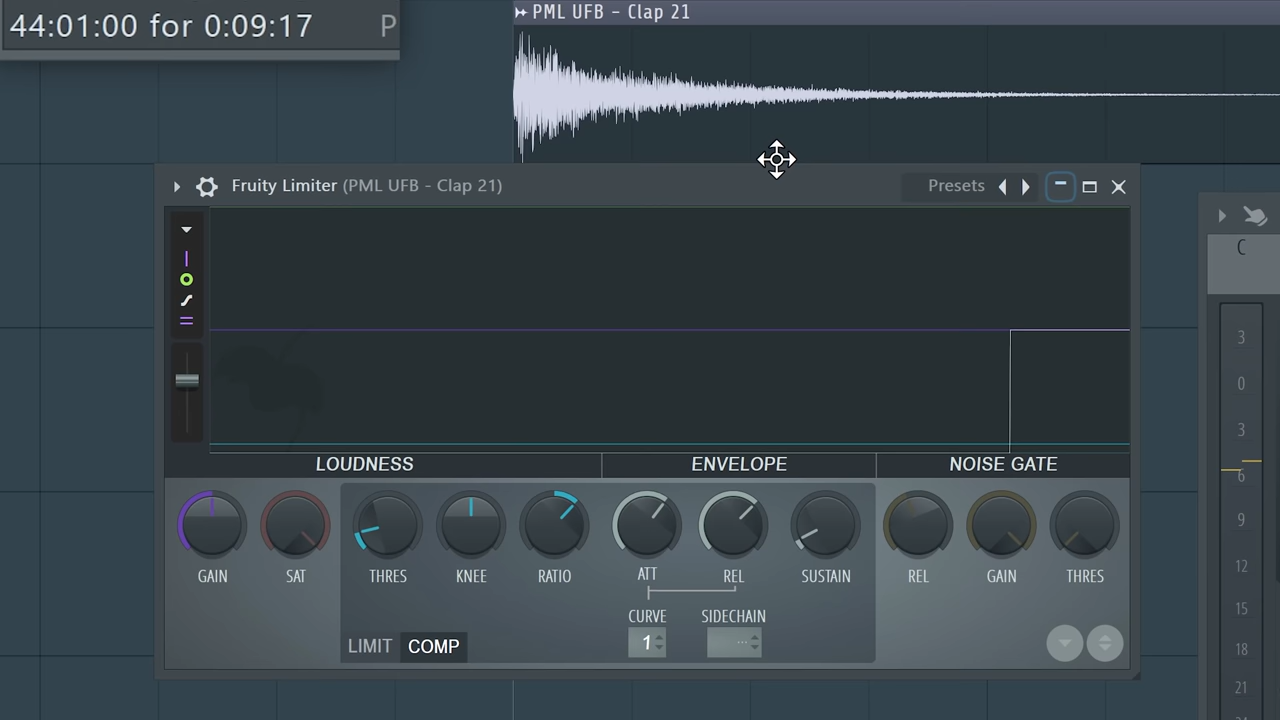 44:01:00 for 0:09:17 P
PML UFB - Clap 21
Fruity Limiter (PML UFB - Clap 21)
Presets
C
3
0
3
6
9
12
15
18
21
LOUDNESS ENVELOPE NOISE GATE
GAIN SAT THRES KNEE RATIO ATT REL SUSTAIN REL GAIN THRES
CURVE SIDECHAIN
1 ---
LIMIT COMP